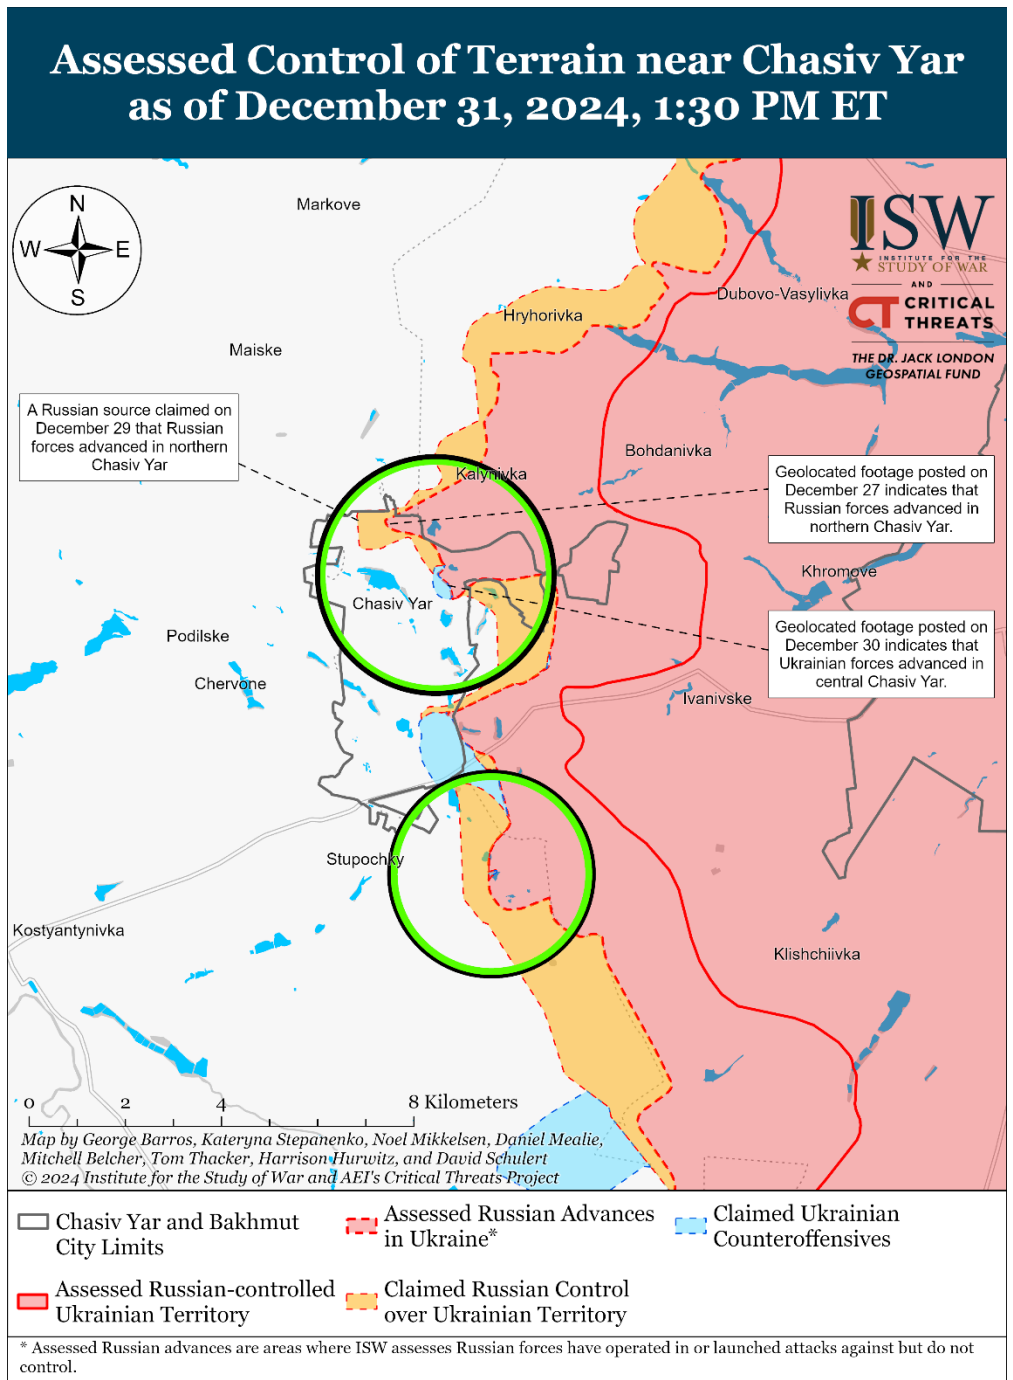 Assessed Control of Terrain near Chasiv Yar
as of December 31, 2024, 1:30 PM ET
N
W
E
S
Markove
ISW
INSTITUTE FOR THE
STUDY OF WAR
AND
CT CRITICAL
THREATS
THE DR. JACK LONDON
GEOSPATIAL FUND
Dubovo-Vasylivka
Hryhorivka
Maiske
A Russian source claimed on
December 29 that Russian
forces advanced in northern
Chasiv Yar
Bohdanivka
Kalynivka
Geolocated footage posted on
December 27 indicates that
Russian forces advanced in
northern Chasiv Yar.
Khromove
Chasiv Yar
Podilske
Geolocated footage posted on
December 30 indicates that
Ukrainian forces advanced in
central Chasiv Yar.
Chervone
Ivanivske
Stupochky
Kostyantynivka
Klishchiivka
0 2 4 8 Kilometers
Map by George Barros, Kateryna Stepanenko, Noel Mikkelsen, Daniel Mealie,
Mitchell Belcher, Tom Thacker, Harrison Hurwitz, and David Schulert
© 2024 Institute for the Study of War and AEI's Critical Threats Project
Chasiv Yar and Bakhmut
City Limits
Assessed Russian Advances
in Ukraine*
Claimed Ukrainian
Counteroffensives
Assessed Russian-controlled
Ukrainian Territory
Claimed Russian Control
over Ukrainian Territory
* Assessed Russian advances are areas where ISW assesses Russian forces have operated in or launched attacks against but do not
control.